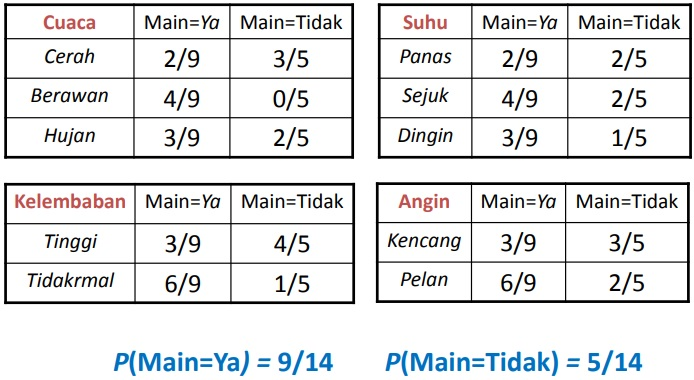 Cuaca Main=Ya Main=Tidak
Cerah 2/9 3/5
Berawan 4/9 0/5
Hujan 3/9 2/5
Suhu Main=Ya Main=Tidak
Panas 2/9 2/5
Sejuk 4/9 2/5
Dingin 3/9 1/5
Kelembaban Main=Ya Main=Tidak
Tinggi 3/9 4/5
Tidakrmal 6/9 1/5
Angin Main=Ya Main=Tidak
Kencang 3/9 3/5
Pelan 6/9 2/5
P(Main=Ya) = 9/14 P(Main=Tidak) = 5/14